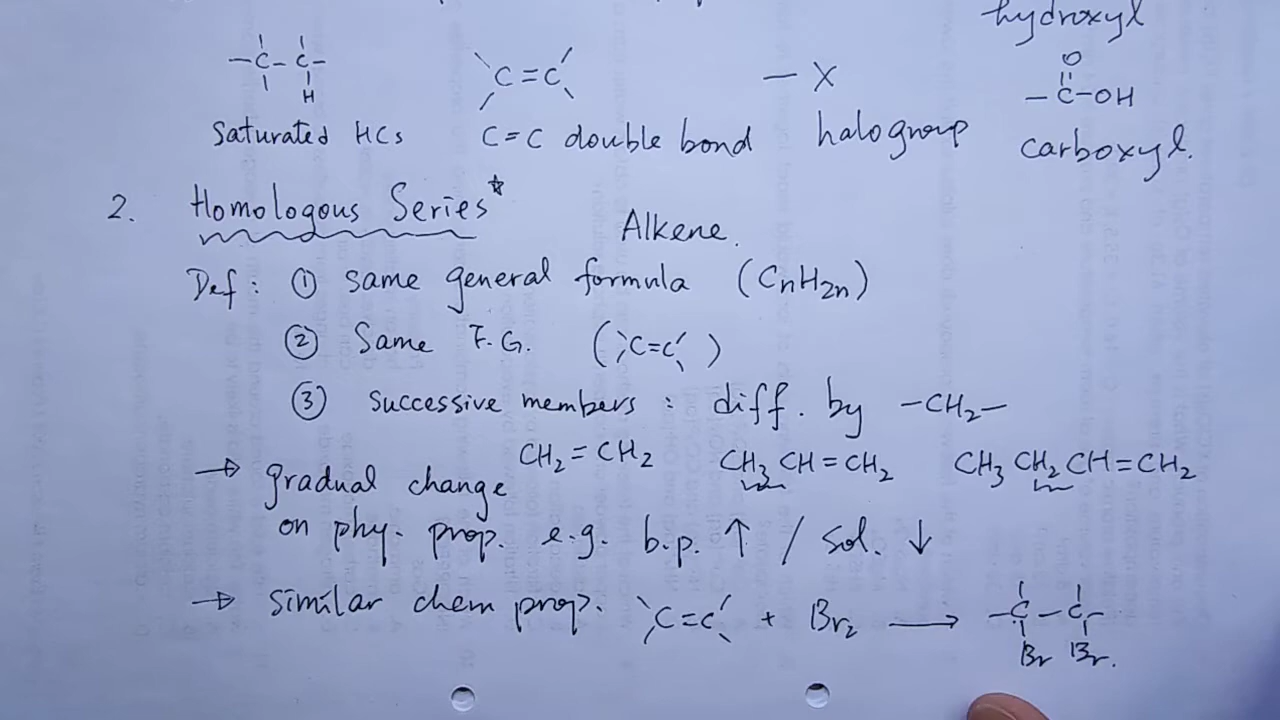 hydroxyl
-C-C- H
C=C
-X
O
-C-OH
Saturated HCs
C=C double bond
halo group
carboxyl.
2. Homologous Series*
Alkene.
Def: ① same general formula (CnH2n)
② Same F.G. (C=C)
③ successive members : diff. by -CH2-
CH2=CH2 CH3CH=CH2 CH3CH2CH=CH2
→ gradual change
on phy. prop. e.g. b.p. ↑ / sol. ↓
→ similar chem prop. C=C + Br2 → -C-C-
Br Br.